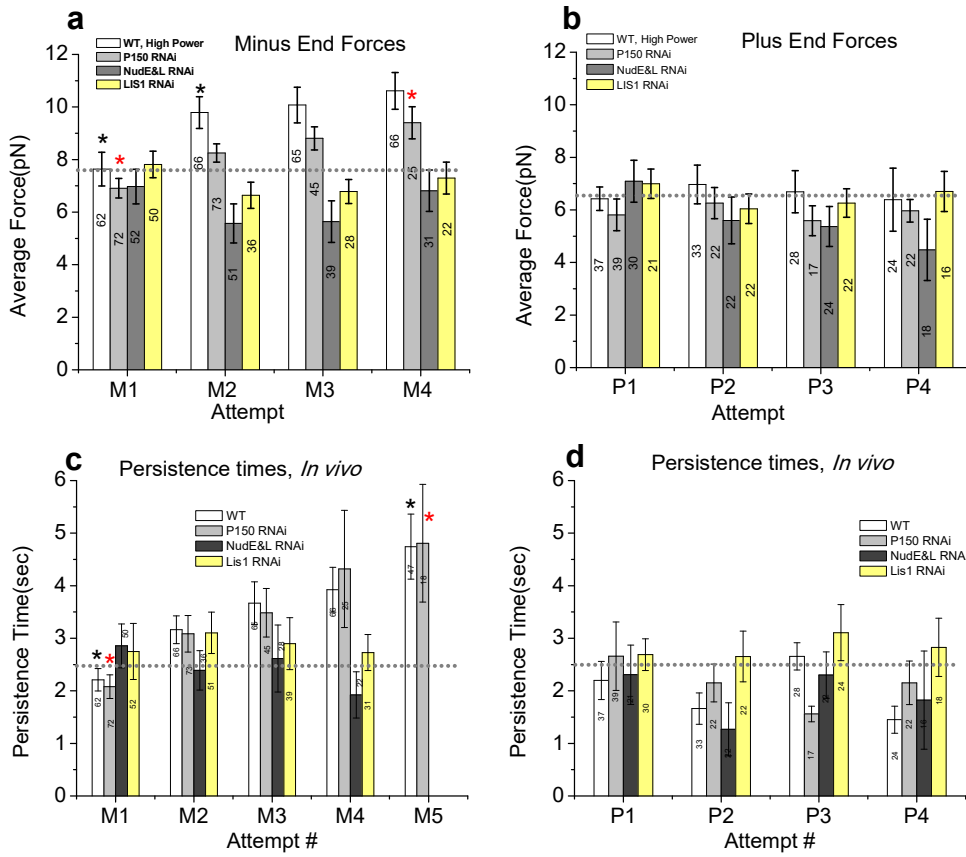 a
Minus End Forces
WT, High Power
P150 RNAi
NudE&L RNAi
LIS1 RNAi
Average Force(pN)
12
10
8
6
4
2
0
* * * *
62 72 52 50
66 73 51 36
65 45 39 28
66 25 31 22
M1 M2 M3 M4
Attempt
b
Plus End Forces
WT, High Power
P150 RNAi
NudE&L RNAi
LIS1 RNAi
Average Force(pN)
12
10
8
6
4
2
0
37 39 30 21
33 22 22 22
28 17 24 22
24 22 18 16
P1 P2 P3 P4
Attempt
c
Persistence times, In vivo
WT
P150 RNAi
NudE&L RNAi
Lis1 RNAi
Persistence Time(sec)
6
5
4
3
2
1
0
* * * *
62 72 50 52
66 73 36 51
65 45 28 39
66 25 22 31
47 18
M1 M2 M3 M4 M5
Attempt #
d
Persistence times, In vivo
WT
P150 RNAi
NudE&L RNA
Lis1 RNAi
Persistence Time(sec)
6
5
4
3
2
1
0
37 39 21 30
33 22 22 22
28 17 24
24 22 16 18
P1 P2 P3 P4
Attempt #